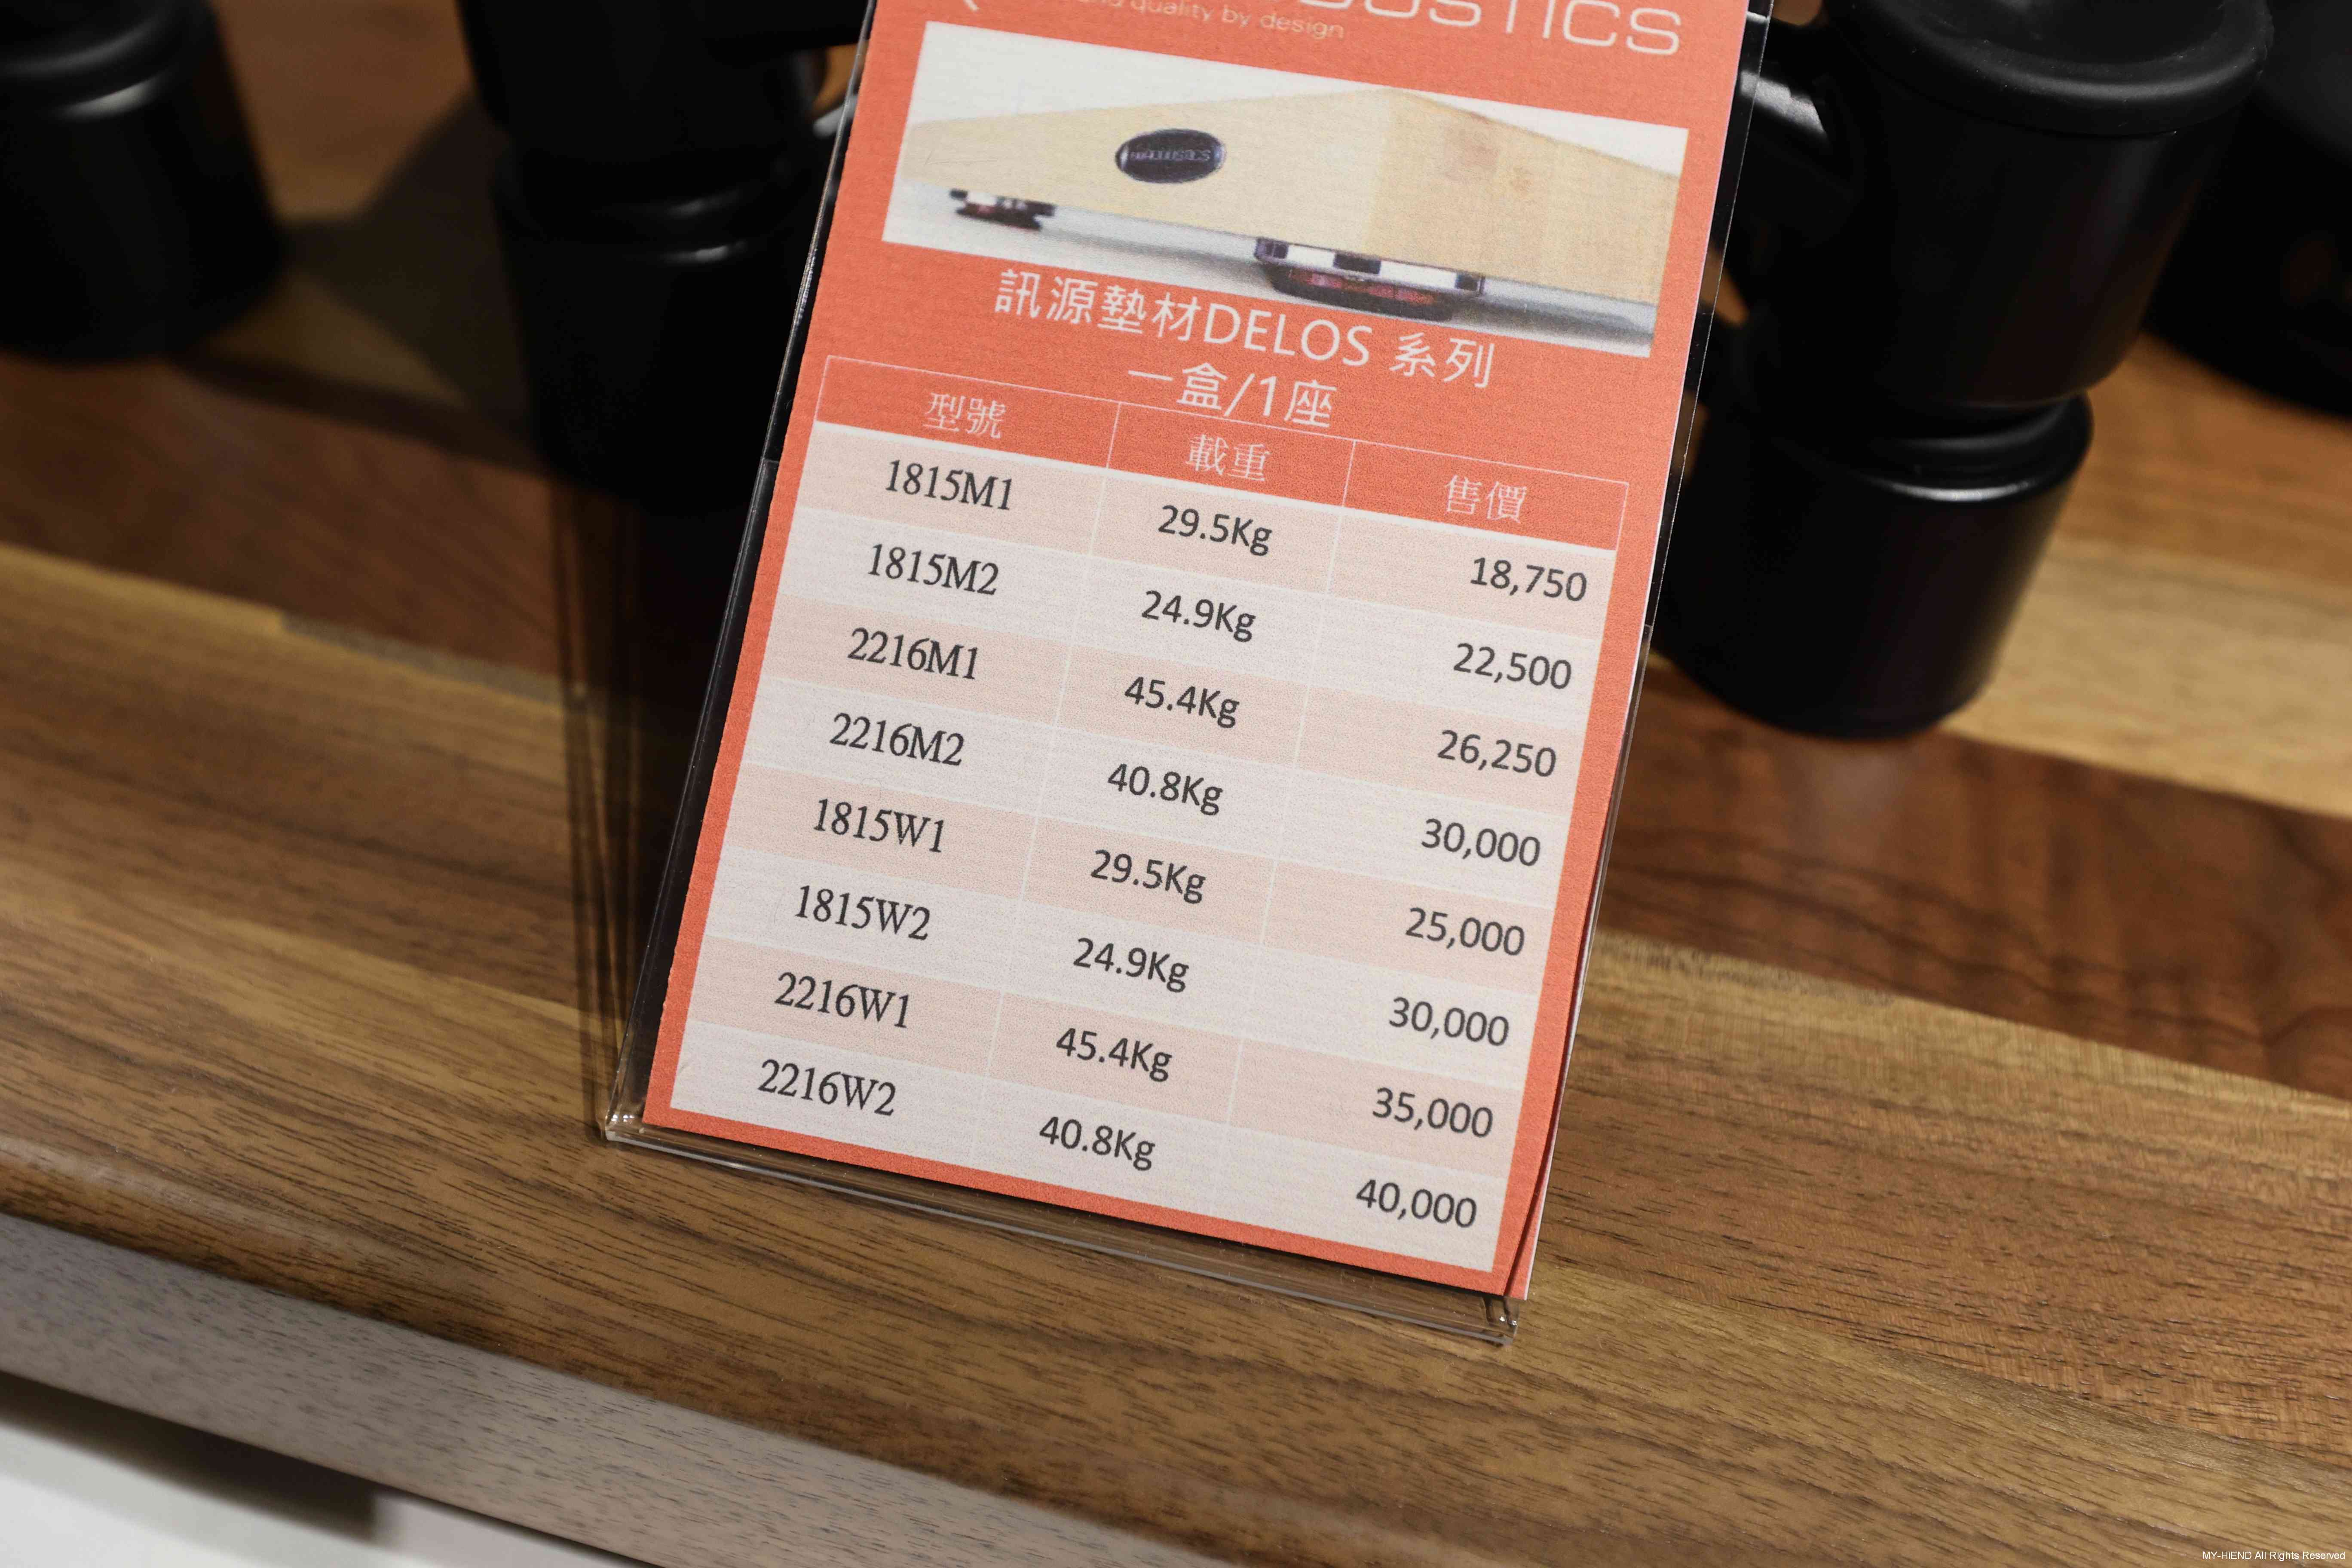 quality by design
訊源墊材DELOS 系列
一盒/1座
型號 載重 售價
1815M1 29.5Kg 18,750
1815M2 24.9Kg 22,500
2216M1 45.4Kg 26,250
2216M2 40.8Kg 30,000
1815W1 29.5Kg 25,000
1815W2 24.9Kg 30,000
2216W1 45.4Kg 35,000
2216W2 40.8Kg 40,000
MY-HiEND All Rights Reserved